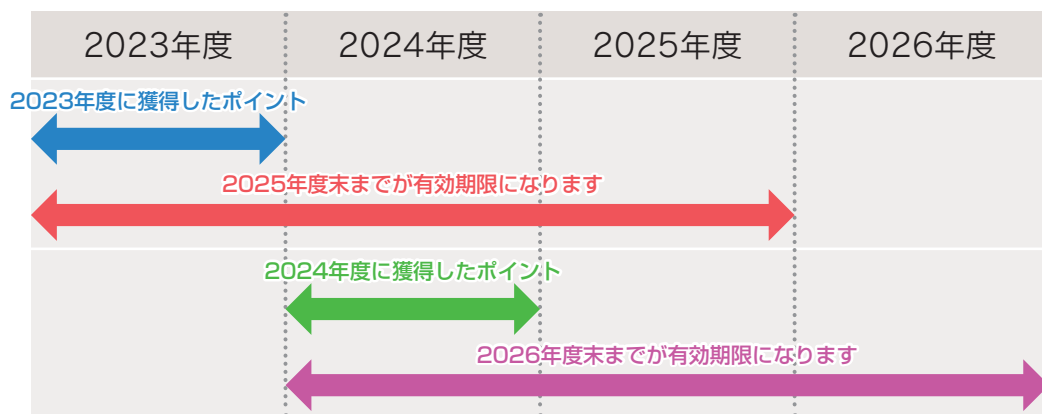 2023年度 2024年度 2025年度 2026年度
2023年度に獲得したポイント
2025年度末までが有効期限になります
2024年度に獲得したポイント
2026年度末までが有効期限になります